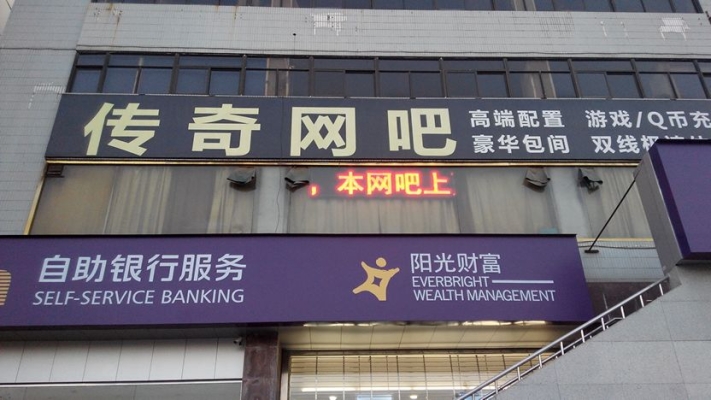 传奇网吧
高端配置 游戏/Q币充
豪华包间 双线
，本网吧上
自助银行服务
SELF-SERVICE BANKING
阳光财富
EVERBRIGHT
WEALTH MANAGEMENT